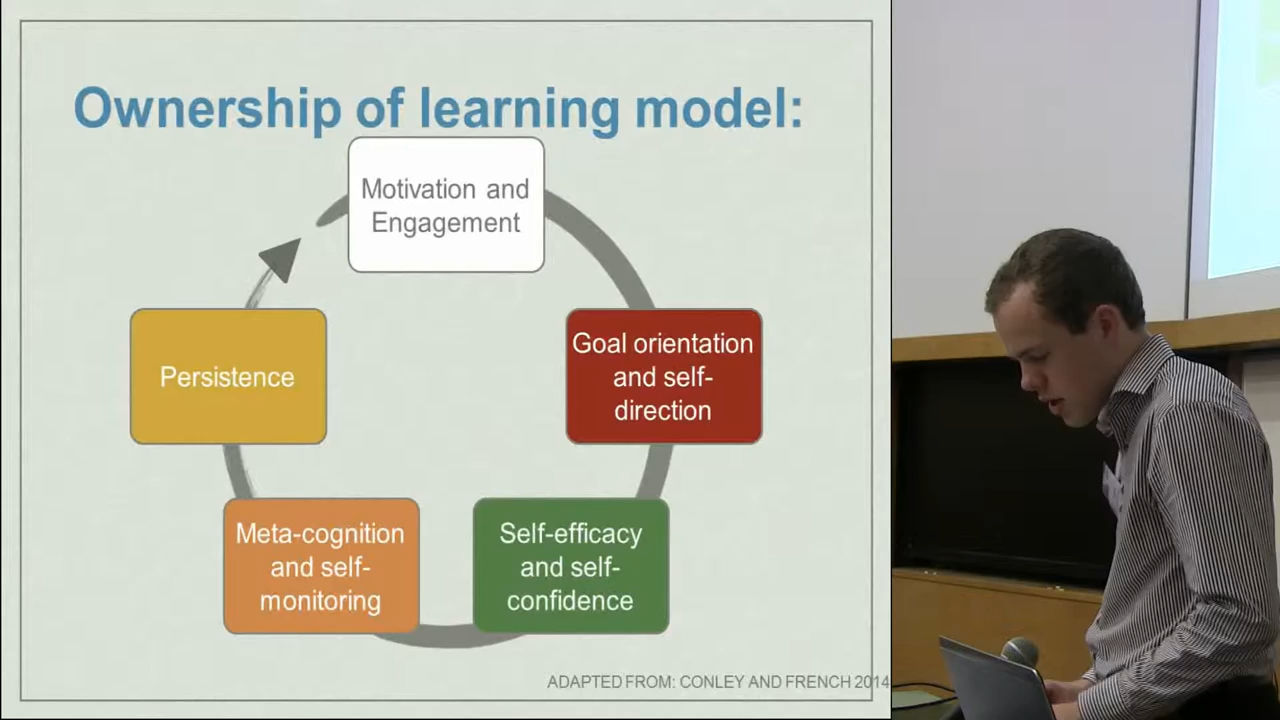 Ownership of learning model:
Motivation and
Engagement
Goal orientation
and self-
direction
Self-efficacy
and self-
confidence
Meta-cognition
and self-
monitoring
Persistence
ADAPTED FROM: CONLEY AND FRENCH 2014